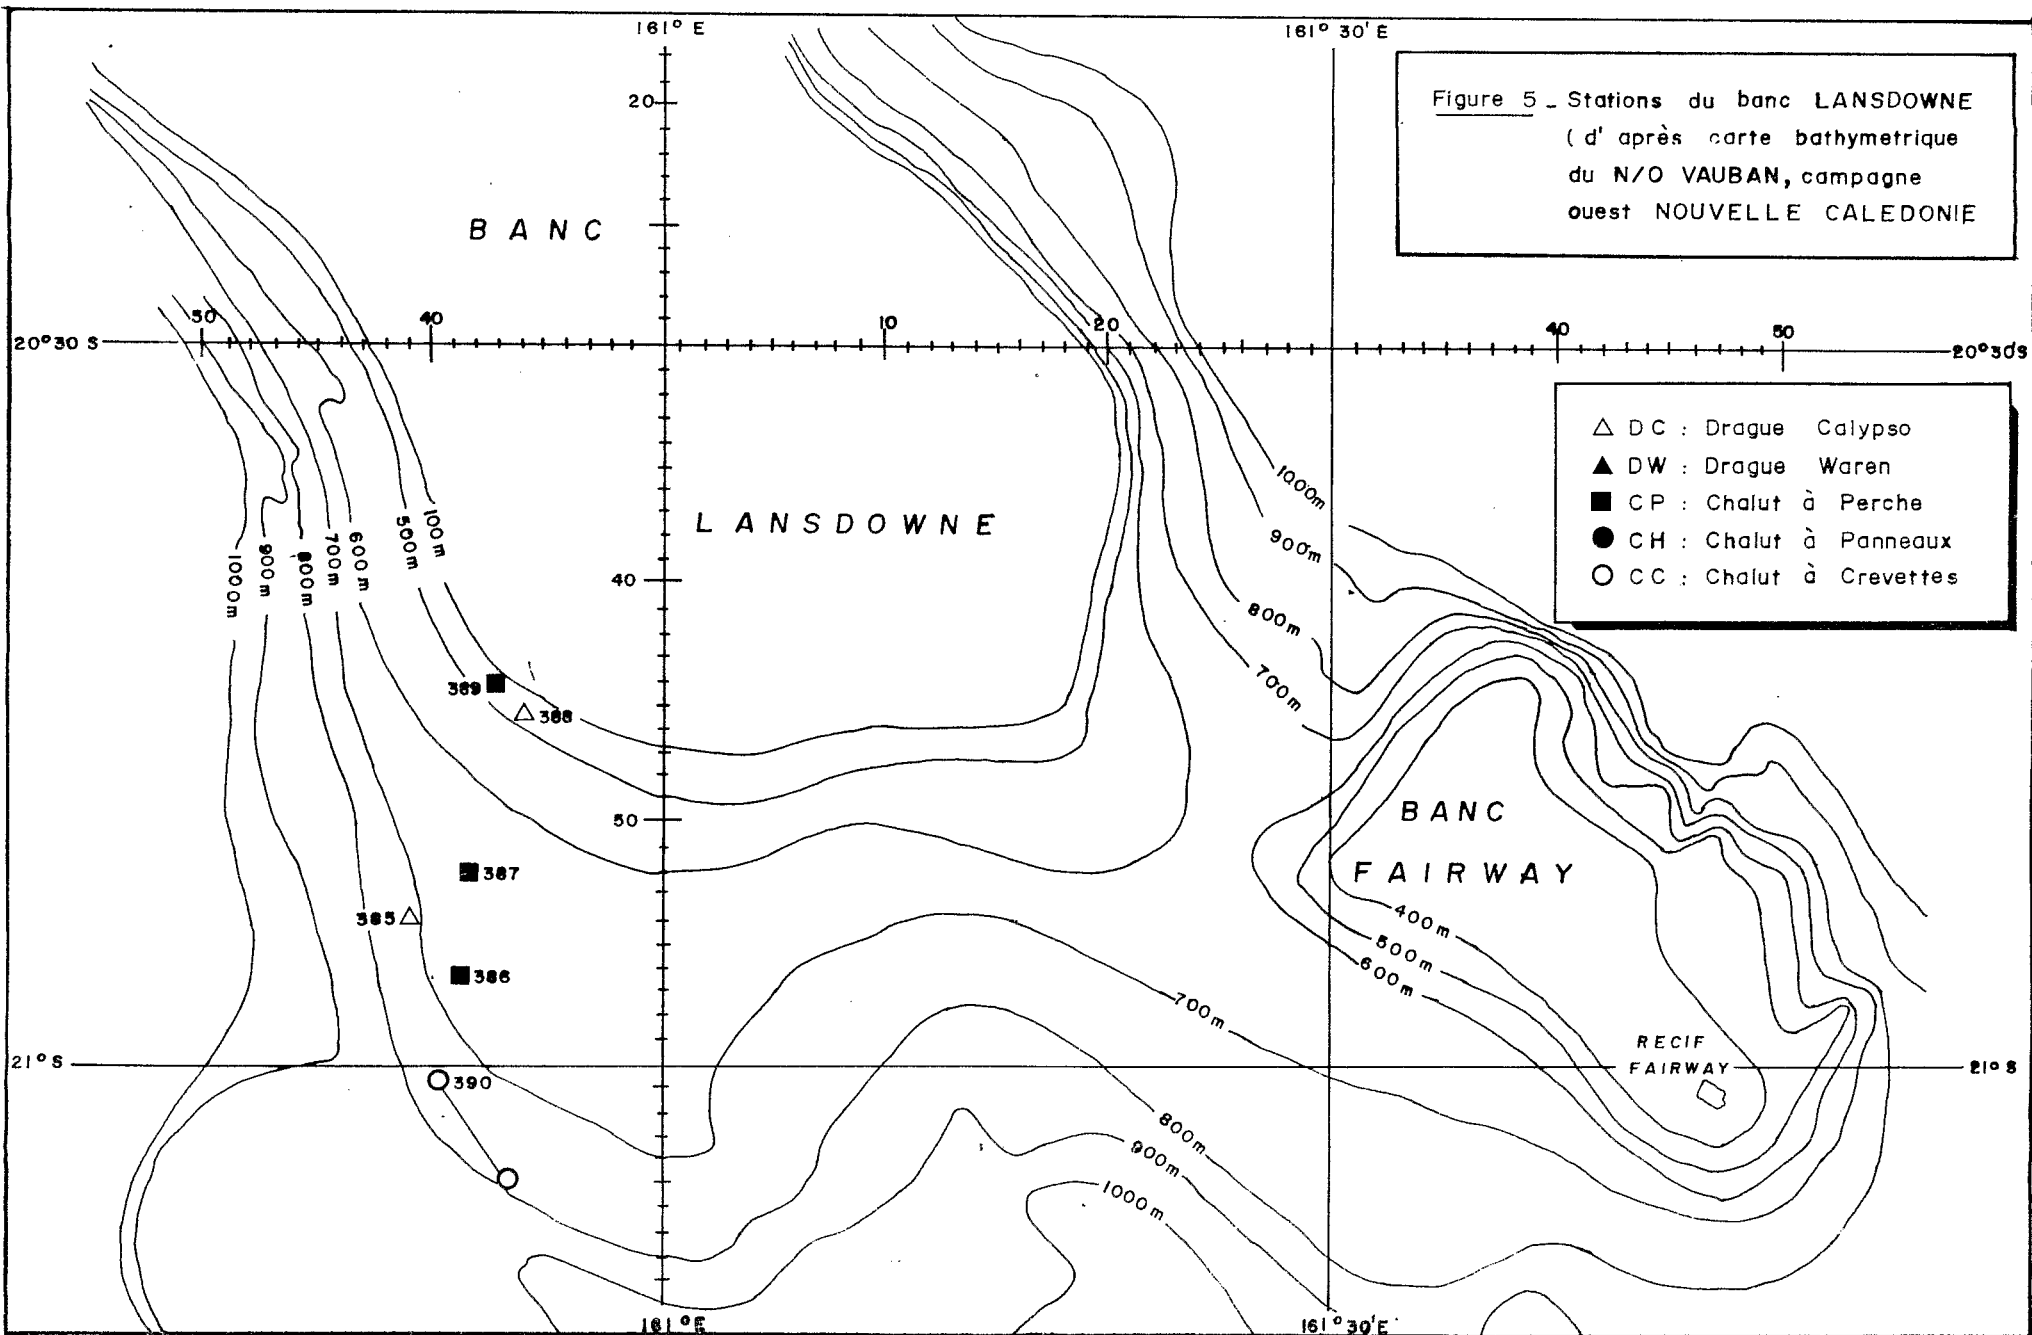 161° E
161° 30' E
Figure 5 _ Stations du banc LANSDOWNE
( d' après carte bathymetrique
du N/O VAUBAN, campagne
ouest NOUVELLE CALEDONIE
20
BANC
20°30 S
50
40
10
20
40
50
20°30'S
△ DC : Drague Calypso
▲ DW : Drague Waren
■ CP : Chalut à Perche
● CH : Chalut à Panneaux
○ CC : Chalut à Crevettes
LANSDOWNE
1000m
900m
800m
700m
600m
500m
100m
1000m
900m
800m
700m
40
389
388
50
BANC
FAIRWAY
387
385
386
400m
500m
600m
700m
RECIF
FAIRWAY
21° S
21° S
390
800m
900m
1000m
161° E
161° 30' E